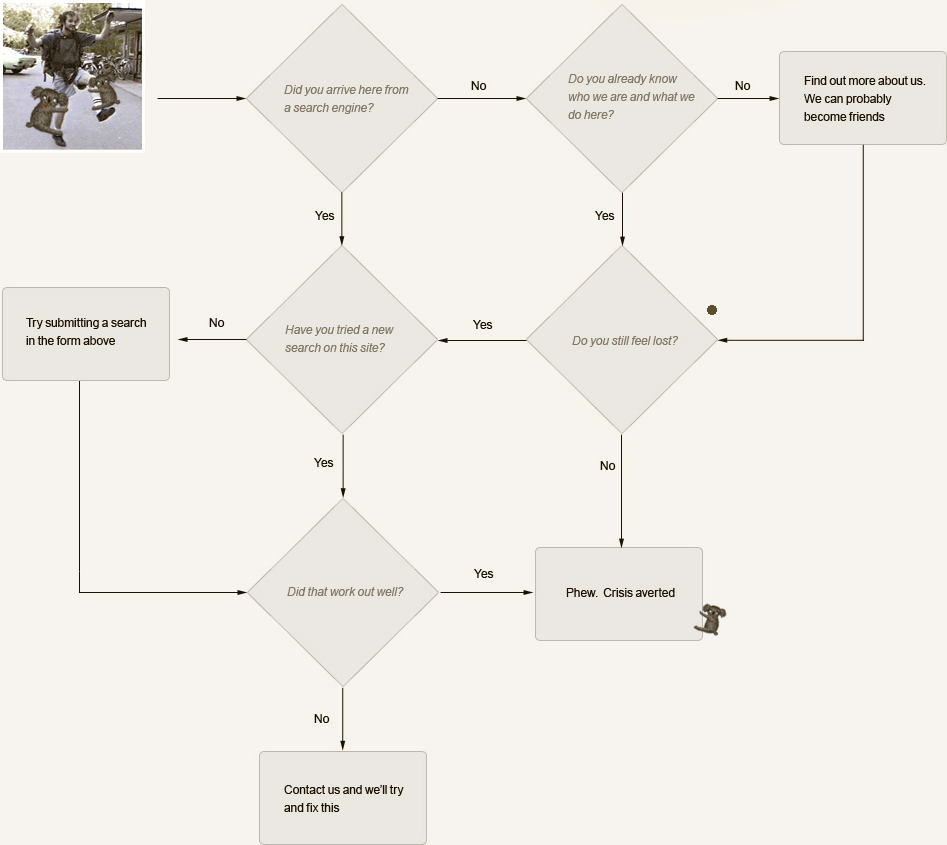 Did you arrive here from
a search engine?
No
Do you already know
who we are and what we
do here?
No
Find out more about us.
We can probably
become friends
Yes
Yes
Try submitting a search
in the form above
No
Have you tried a new
search on this site?
Yes
Do you still feel lost?
Yes
No
Did that work out well?
Yes
Phew. Crisis averted
No
Contact us and we'll try
and fix this